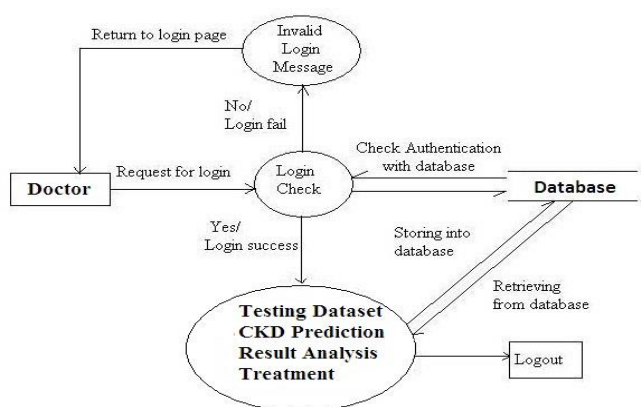 Return to login page
Invalid
Login
Message
No/
Login fail
Check Authentication
with database
Doctor
Request for login
Login
Check
Database
Yes/
Login success
Storing into
database
Retrieving
from database
Testing Dataset
CKD Prediction
Result Analysis
Treatment
Logout